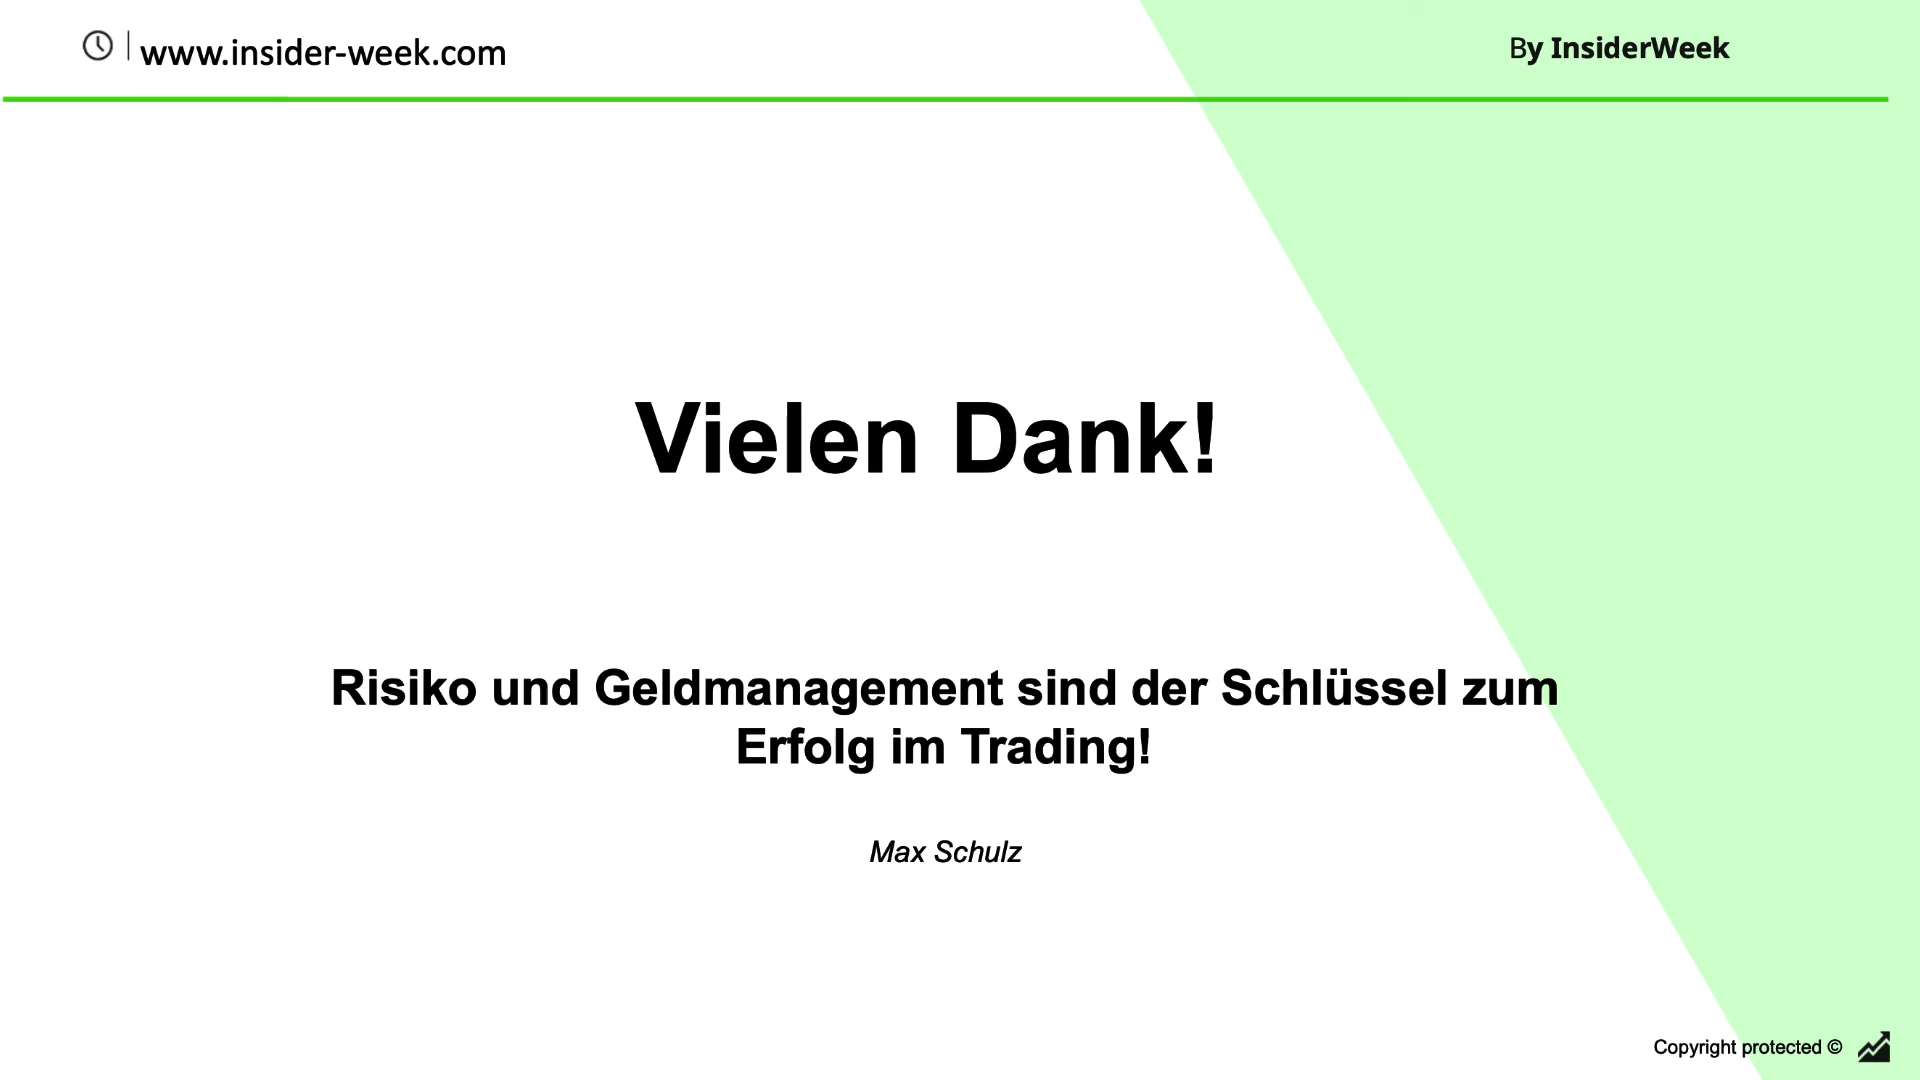 www.insider-week.com
By InsiderWeek
Vielen Dank!
Risiko und Geldmanagement sind der Schlüssel zum
Erfolg im Trading!
Max Schulz
Copyright protected ©